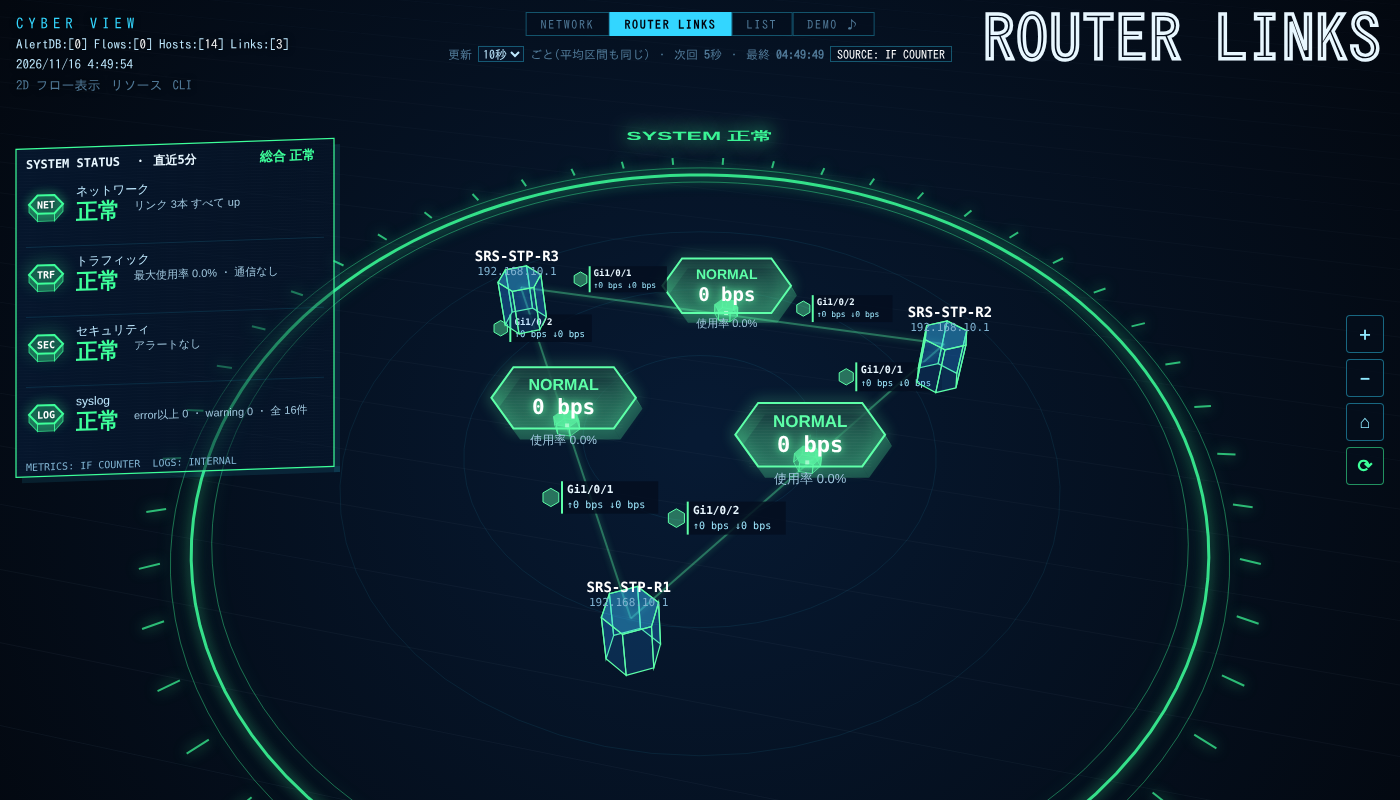 CYBER VIEW
AlertDB:[0] Flows:[0] Hosts:[14] Links:[3]
2026/11/16 4:49:54
2D フロー表示 リソース CLI
NETWORK ROUTER LINKS LIST DEMO ♪
更新 10秒 ごと(平均区間も同じ) · 次回 5秒 · 最終 04:49:49 SOURCE: IF COUNTER
ROUTER LINKS
SYSTEM 正常
SYSTEM STATUS ・ 直近5分 総合 正常
NET
ネットワーク
正常 リンク 3本 すべて up
TRF
トラフィック
正常 最大使用率 0.0% ・ 通信なし
SEC
セキュリティ
正常 アラートなし
LOG
syslog
正常 error以上 0 ・ warning 0 ・ 全 16件
METRICS: IF COUNTER LOGS: INTERNAL
SRS-STP-R3
192.168.10.1
Gi1/0/1
↑0 bps ↓0 bps
Gi1/0/2
↑0 bps ↓0 bps
NORMAL
0 bps
使用率 0.0%
Gi1/0/2
↑0 bps ↓0 bps
SRS-STP-R2
192.168.10.1
Gi1/0/1
↑0 bps ↓0 bps
NORMAL
0 bps
使用率 0.0%
NORMAL
0 bps
使用率 0.0%
Gi1/0/1
↑0 bps ↓0 bps
Gi1/0/2
↑0 bps ↓0 bps
SRS-STP-R1
192.168.10.1
+
−
⌂
⟳